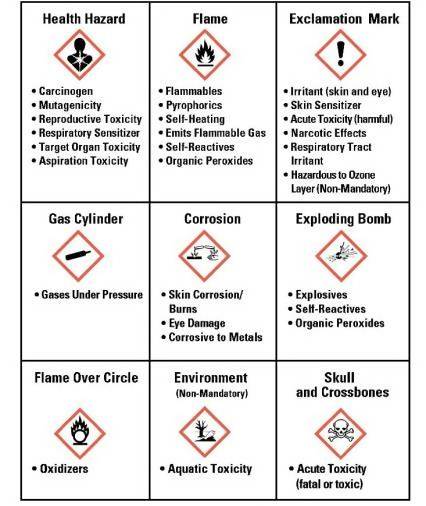 Health Hazard
• Carcinogen
• Mutagenicity
• Reproductive Toxicity
• Respiratory Sensitizer
• Target Organ Toxicity
• Aspiration Toxicity
Flame
• Flammables
• Pyrophorics
• Self-Heating
• Emits Flammable Gas
• Self-Reactives
• Organic Peroxides
Exclamation Mark
• Irritant (skin and eye)
• Skin Sensitizer
• Acute Toxicity (harmful)
• Narcotic Effects
• Respiratory Tract
Irritant
• Hazardous to Ozone
Layer (Non-Mandatory)
Gas Cylinder
• Gases Under Pressure
Corrosion
• Skin Corrosion/
Burns
• Eye Damage
• Corrosive to Metals
Exploding Bomb
• Explosives
• Self-Reactives
• Organic Peroxides
Flame Over Circle
• Oxidizers
Environment
(Non-Mandatory)
• Aquatic Toxicity
Skull
and Crossbones
• Acute Toxicity
(fatal or toxic)